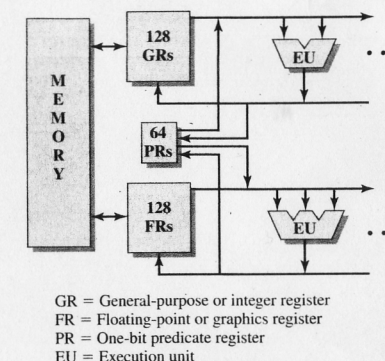 MEMORY
128
GRs
EU
64
PRs
128
FRs
EU
GR = General-purpose or integer register
FR = Floating-point or graphics register
PR = One-bit predicate register
EU = Execution unit